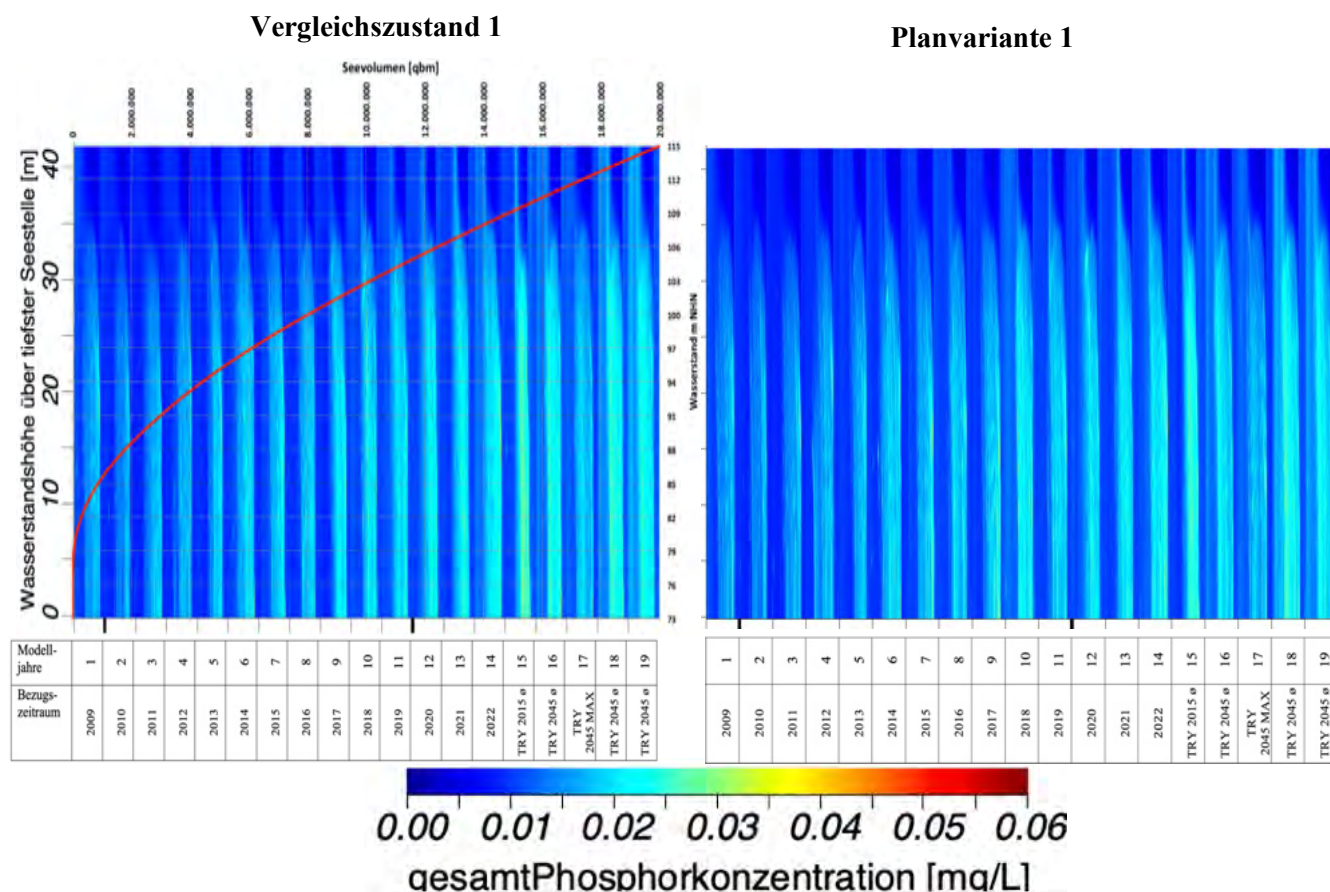 Vergleichszustand 1
Planvariante 1
Seevolumen [qbm]
0 2.000.000 4.000.000 6.000.000 8.000.000 10.000.000 12.000.000 14.000.000 16.000.000 18.000.000 20.000.000
Wasserstandshöhe über tiefster Seestelle [m]
40
30
20
10
0
115
112
109
106
103
100
97
94
91
88
85
82
79
76
73
Wasserstand m NHN
Modell-
jahre
1 2 3 4 5 6 7 8 9 10 11 12 13 14 15 16 17 18 19
Bezugs-
zeitraum
2009 2010 2011 2012 2013 2014 2015 2016 2017 2018 2019 2020 2021 2022 TRY 2015 ø TRY 2045 ø TRY 2045 MAX TRY 2045 ø TRY 2045 ø
1 2 3 4 5 6 7 8 9 10 11 12 13 14 15 16 17 18 19
2009 2010 2011 2012 2013 2014 2015 2016 2017 2018 2019 2020 2021 2022 TRY 2015 ø TRY 2045 ø TRY 2045 MAX TRY 2045 ø TRY 2045 ø
0.00 0.01 0.02 0.03 0.04 0.05 0.06
gesamtPhosphorkonzentration [mg/L]